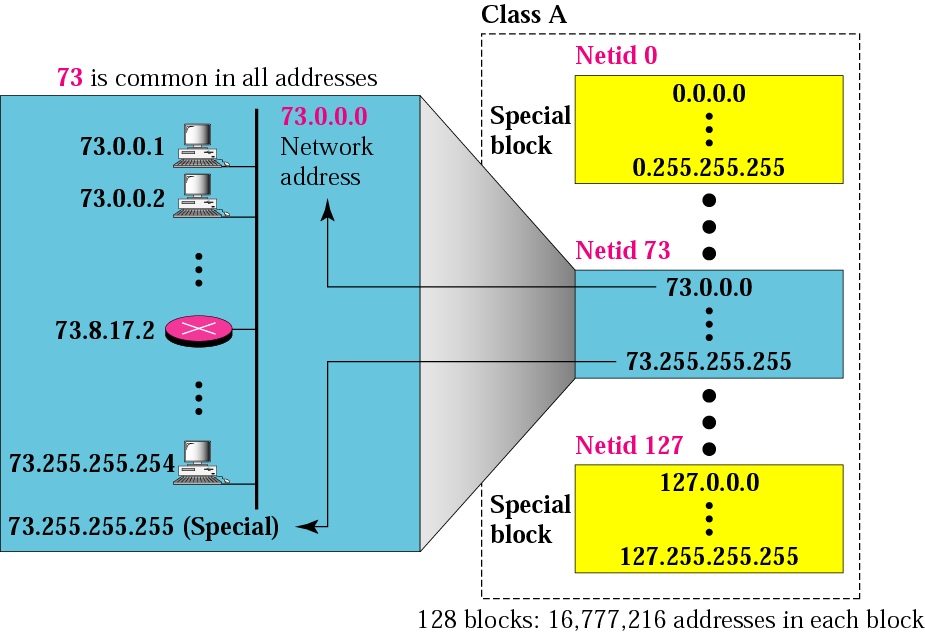 Class A
73 is common in all addresses
73.0.0.0
Network
address
73.0.0.1
73.0.0.2
73.8.17.2
73.255.255.254
73.255.255.255 (Special)
Netid 0
Special
block
0.0.0.0
0.255.255.255
Netid 73
73.0.0.0
73.255.255.255
Netid 127
Special
block
127.0.0.0
127.255.255.255
128 blocks: 16,777,216 addresses in each block